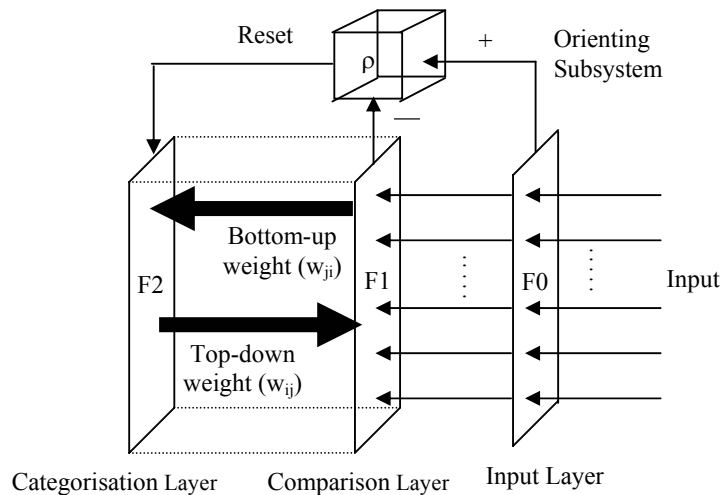 Reset
+
Orienting
Subsystem
ρ
—
Bottom-up
weight (wji)
F2
F1
F0
Input
Top-down
weight (wij)
Categorisation Layer
Comparison Layer
Input Layer